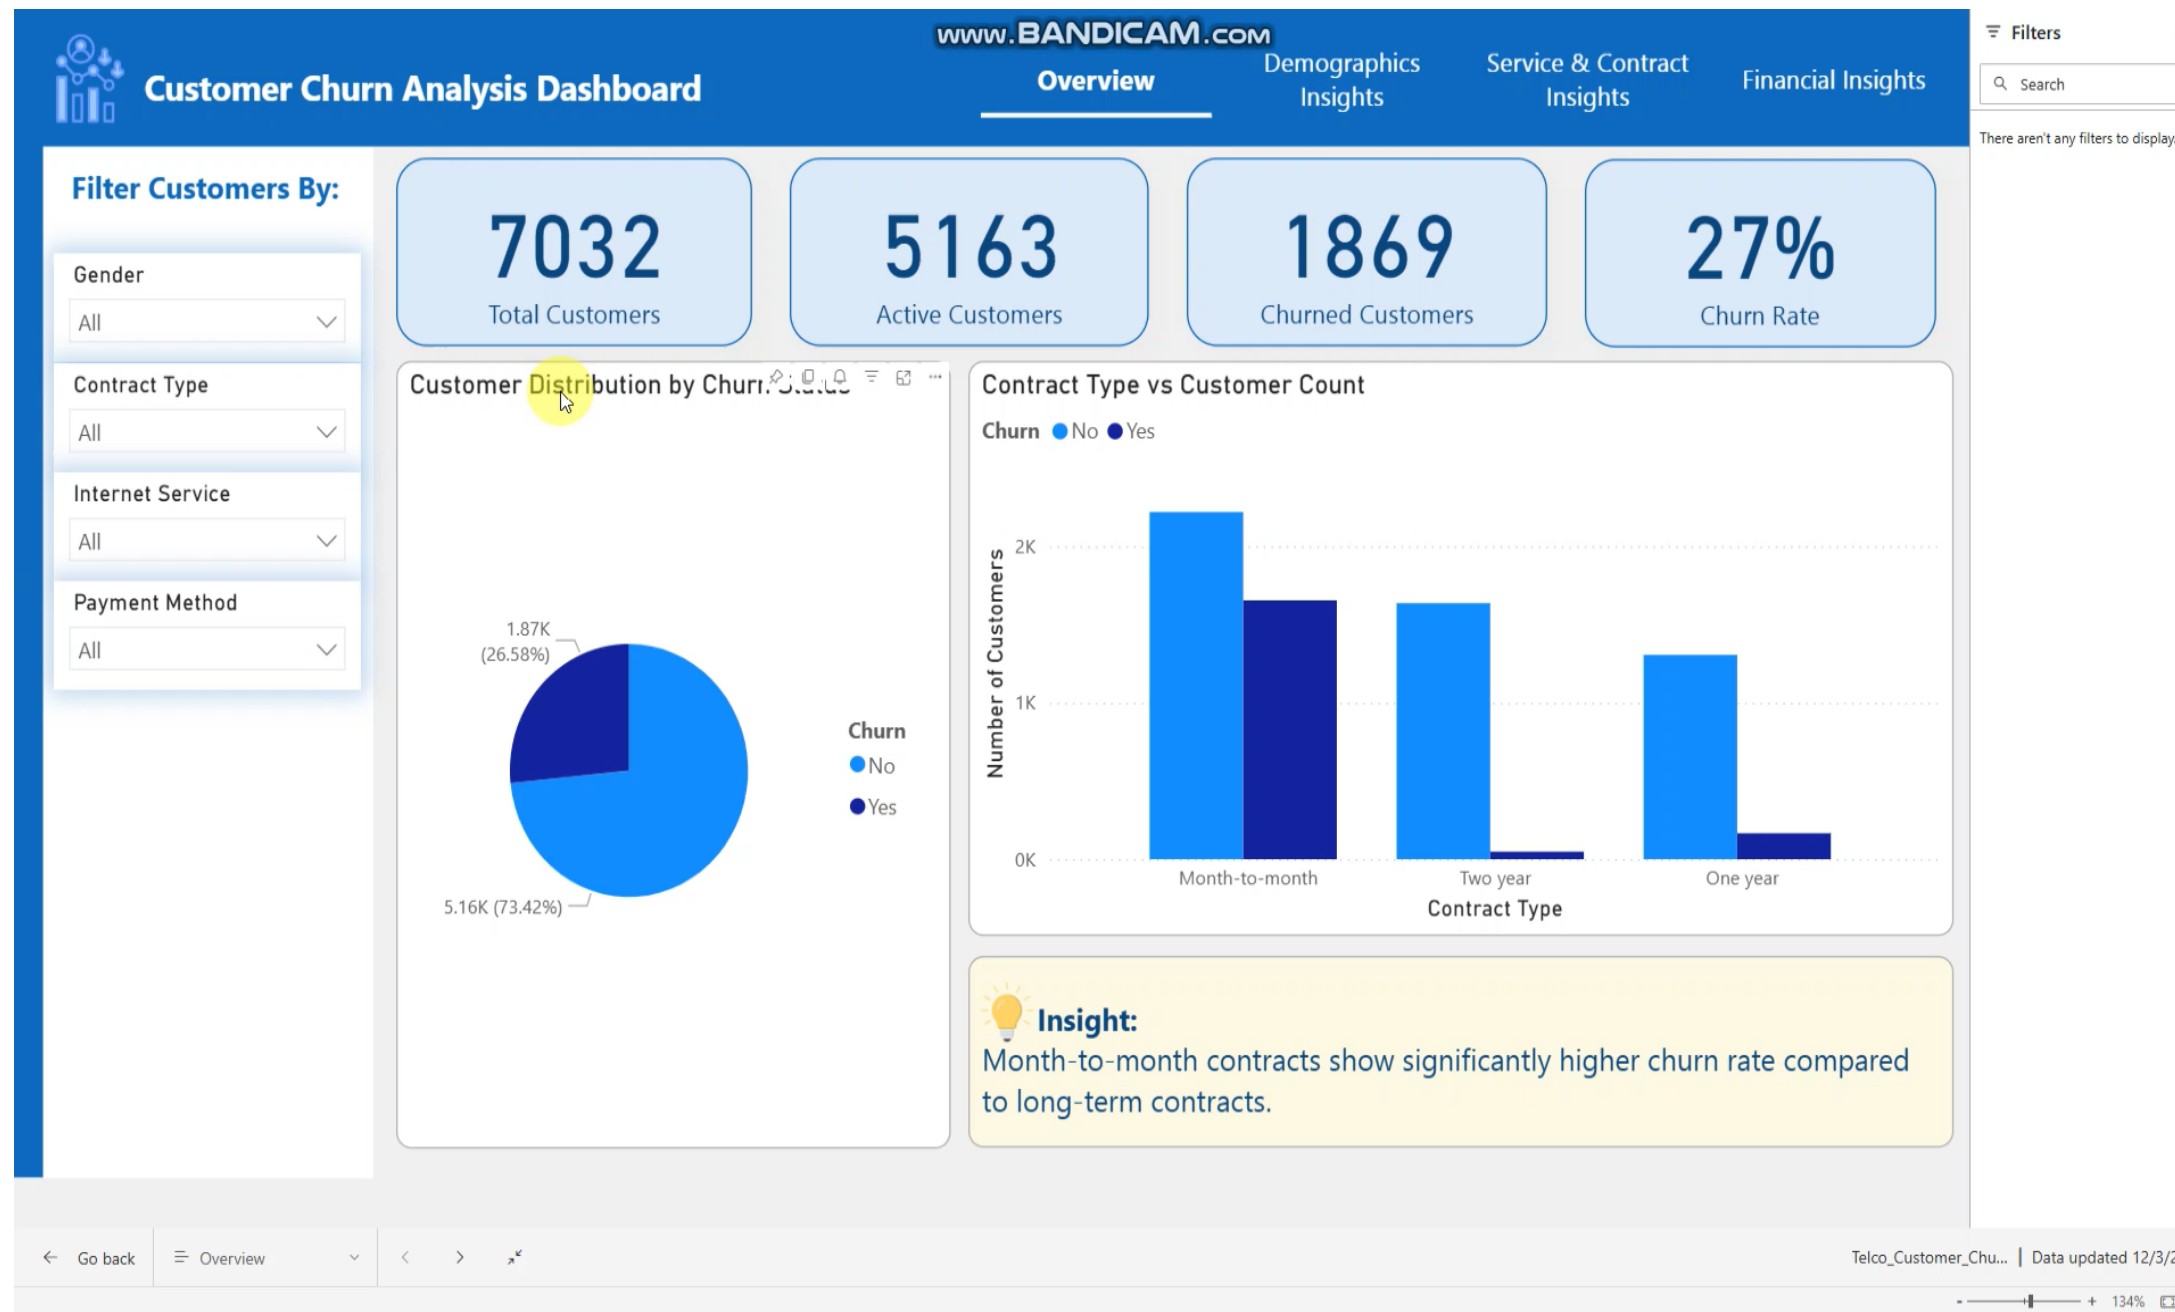 www.BANDICAM.com
Customer Churn Analysis Dashboard
Overview
Demographics
Insights
Service & Contract
Insights
Financial Insights
Filters
Search
There aren't any filters to display.
Filter Customers By:
Gender
All
Contract Type
All
Internet Service
All
Payment Method
All
7032
Total Customers
5163
Active Customers
1869
Churned Customers
27%
Churn Rate
Customer Distribution by Churn Status
1.87K
(26.58%)
5.16K (73.42%)
Churn
No
Yes
Contract Type vs Customer Count
Churn No Yes
Number of Customers
2K
1K
0K
Month-to-month
Two year
One year
Contract Type
Insight:
Month-to-month contracts show significantly higher churn rate compared
to long-term contracts.
Go back
Overview
Telco_Customer_Chu... | Data updated 12/3/2
134%